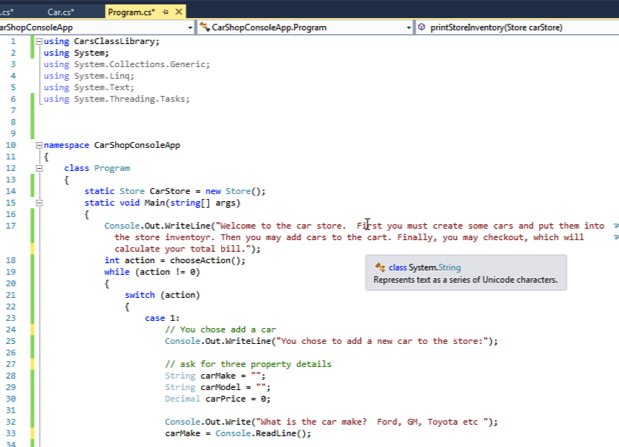 .cs* Car.cs* Program.cs*
arShopConsoleApp CarShopConsoleApp.Program printStoreInventory(Store carStore)
1 using CarsClassLibrary;
2 using System;
3 using System.Collections.Generic;
4 using System.Linq;
5 using System.Text;
6 using System.Threading.Tasks;
7
8
9
10 namespace CarShopConsoleApp
11 {
12 class Program
13 {
14 static Store CarStore = new Store();
15 static void Main(string[] args)
16 {
17 Console.Out.WriteLine("Welcome to the car store.  First you must create some cars and put them into
the store inventoyr. Then you may add cars to the cart. Finally, you may checkout, which will
calculate your total bill.");
18 int action = chooseAction();
19 while (action != 0)
20 {
21 switch (action)
22 {
23 case 1:
24 // You chose add a car
25 Console.Out.WriteLine("You chose to add a new car to the store:");
26
27 // ask for three property details
28 String carMake = "";
29 String carModel = "";
30 Decimal carPrice = 0;
31
32 Console.Out.Write("What is the car make?  Ford, GM, Toyota etc ");
33 carMake = Console.ReadLine();
34
class System.String
Represents text as a series of Unicode characters.